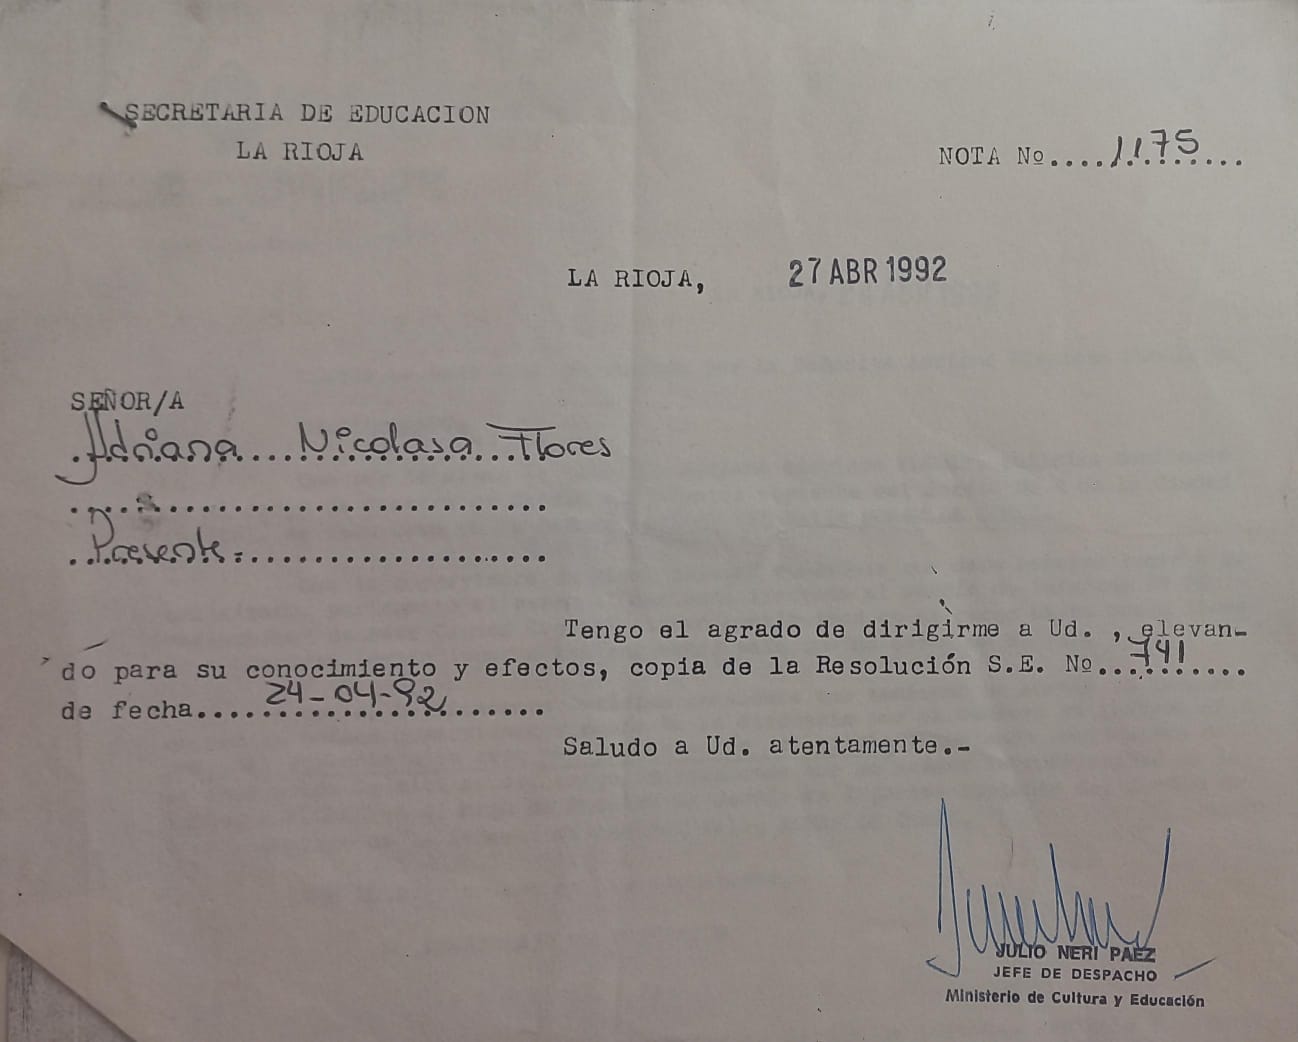 SECRETARIA DE EDUCACION
LA RIOJA
NOTA Nº....1175.........
LA RIOJA, 27 ABR 1992
SEÑOR/A
Adriana Nicolasa Flores
Presente.-
Tengo el agrado de dirigirme a Ud. , elevan-
do para su conocimiento y efectos, copia de la Resolución S.E. Nº...741.........
de fecha....24-04-92......
Saludo a Ud. atentamente.-
JULIO NERI PAEZ
JEFE DE DESPACHO
Ministerio de Cultura y Educación